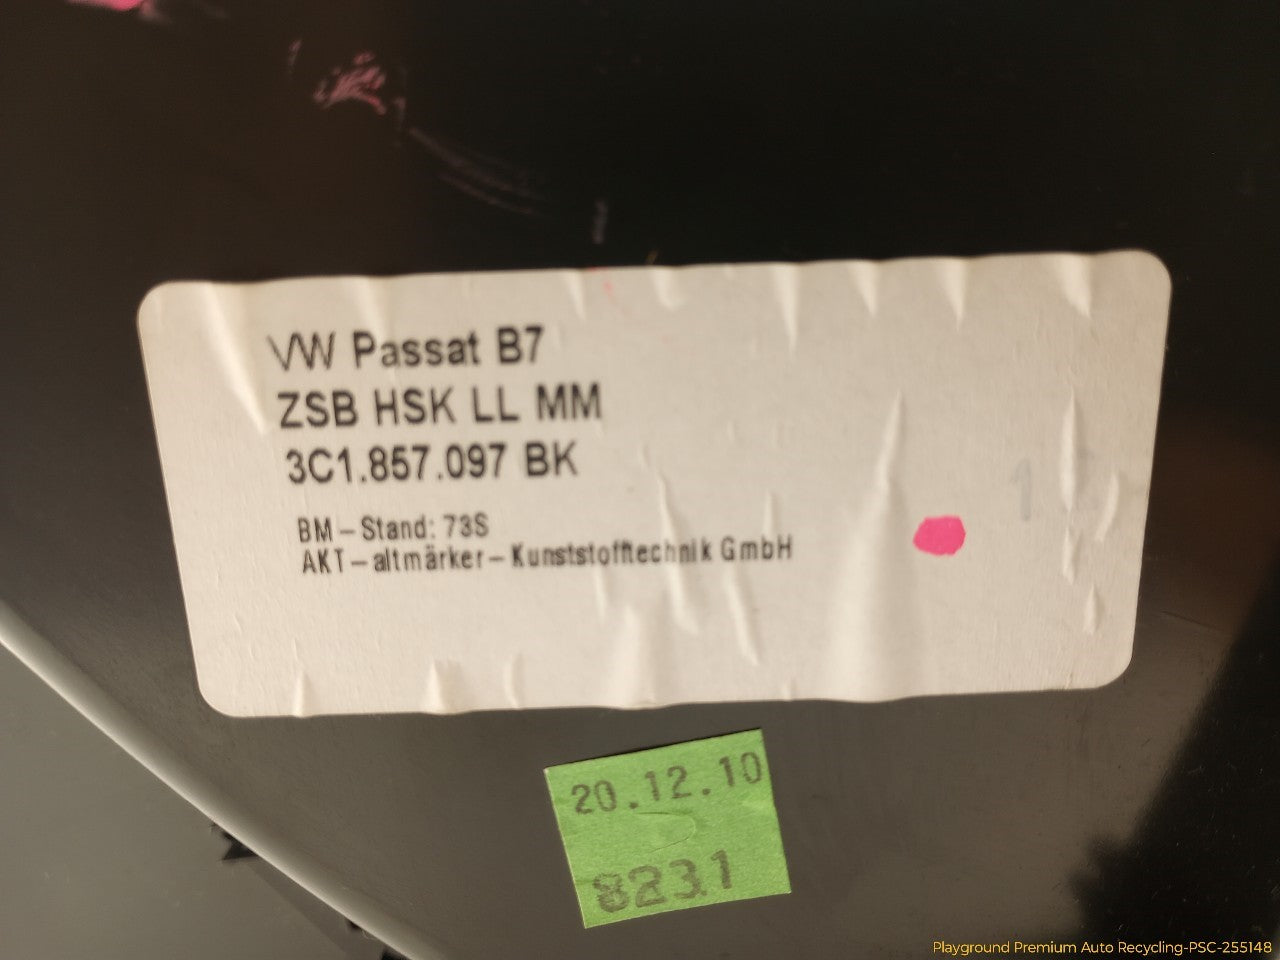 VW Passat B7
ZSB HSK LL MM
3C1.857.097 BK
BM-Stand: 73S
AKT-altmärker-Kunststofftechnik GmbH
20.12.10
8231
Playground Premium Auto Recycling-PSC-255148